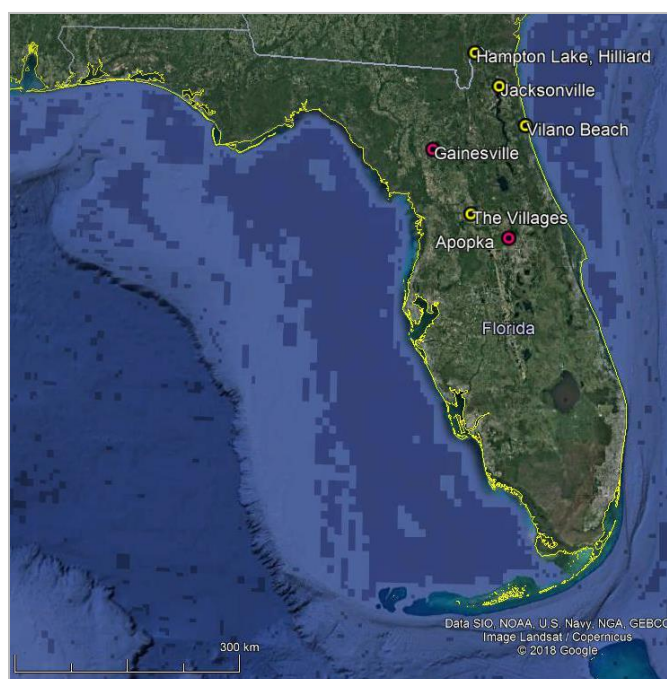 Hampton Lake, Hilliard
Jacksonville
Vilano Beach
Gainesville
The Villages
Apopka
Florida
Data SIO, NOAA, U.S. Navy, NGA, GEBCO
Image Landsat / Copernicus
© 2018 Google
300 km